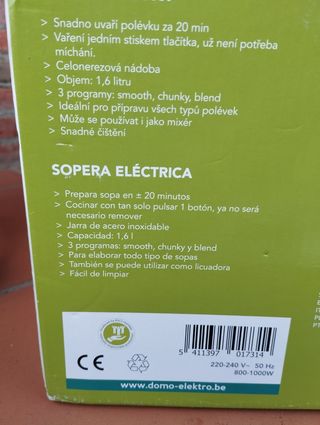 > Snadno uvaří polévku za 20 min
> Vaření jedním stiskem tlačítka, už není potřeba
míchání.
> Celonerezová nádoba
> Objem: 1,6 litru
> 3 programy: smooth, chunky, blend
> Ideální pro přípravu všech typů polévek
> Může se používat i jako mixér
> Snadné čištění
SOPERA ELÉCTRICA
> Prepara sopa en ± 20 minutos
> Cocinar con tan solo pulsar 1 botón, ya no será
necesario remover
> Jarra de acero inoxidable
> Capacidad: 1,6 l
> 3 programas: smooth, chunky y blend
> Para elaborar todo tipo de sopas
> También se puede utilizar como licuadora
> Fácil de limpiar
CE
5 411397 017314
220-240 V~ 50 Hz
800-1000W
www.domo-elektro.be